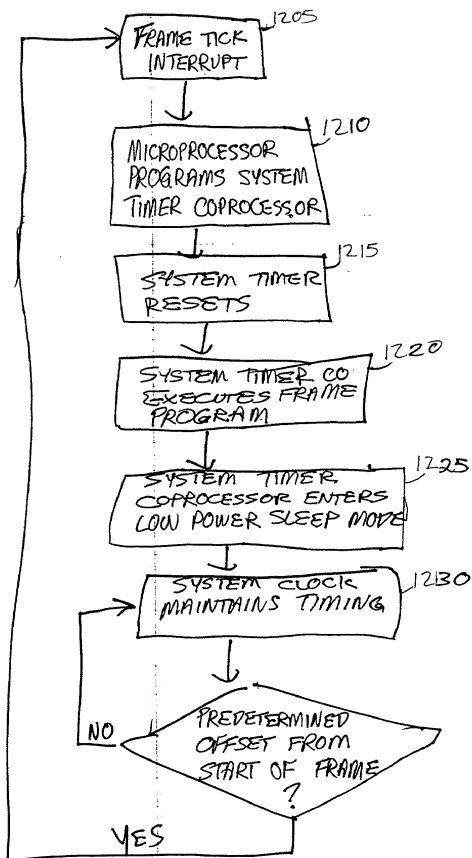 1205
FRAME TICK
INTERRUPT
1210
MICROPROCESSOR
PROGRAMS SYSTEM
TIMER COPROCESSOR
1215
SYSTEM TIMER
RESETS
1220
SYSTEM TIMER CO
EXECUTES FRAME
PROGRAM
1225
SYSTEM TIMER
COPROCESSOR ENTERS
LOW POWER SLEEP MODE
1230
SYSTEM CLOCK
MAINTAINS TIMING
PREDETERMINED
OFFSET FROM
START OF FRAME
?
NO
YES